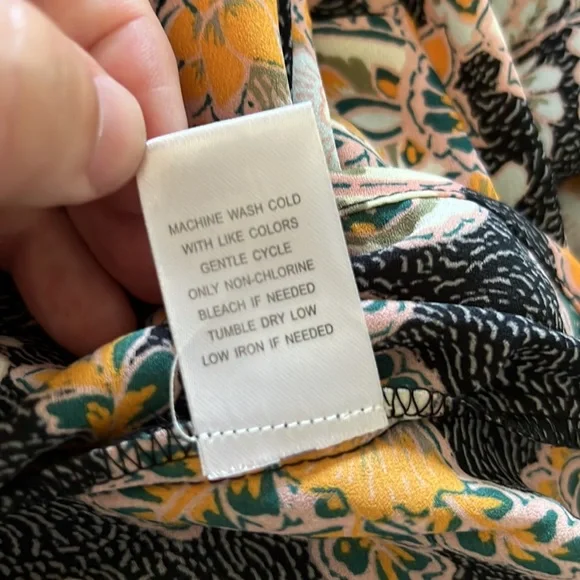 MACHINE WASH COLD
WITH LIKE COLORS
GENTLE CYCLE
ONLY NON-CHLORINE
BLEACH IF NEEDED
TUMBLE DRY LOW
LOW IRON IF NEEDED